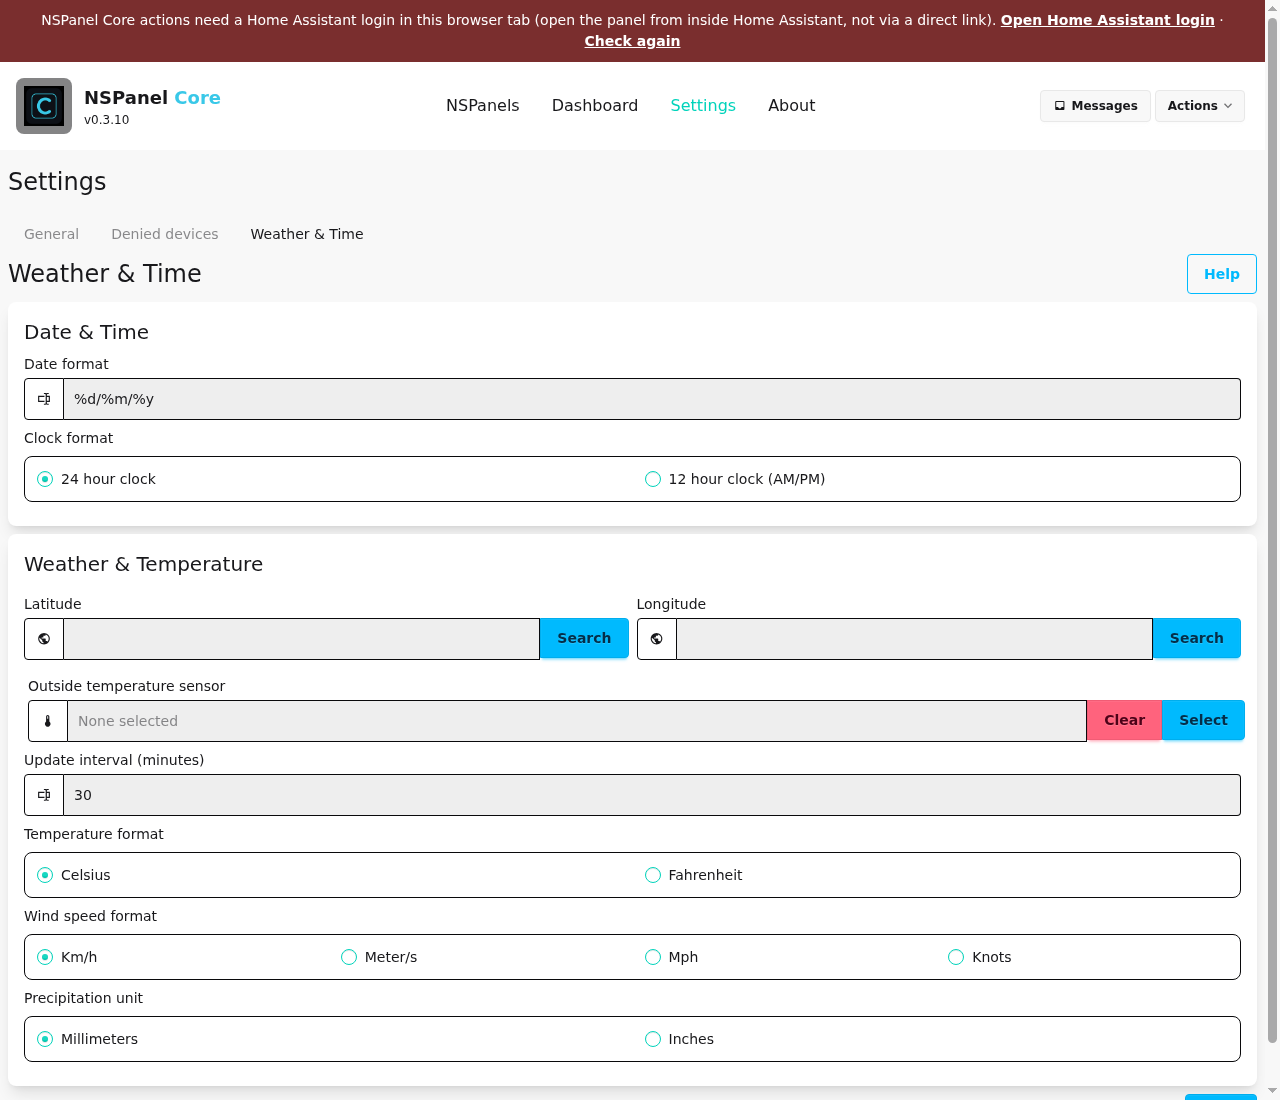 NSPanel Core actions need a Home Assistant login in this browser tab (open the panel from inside Home Assistant, not via a direct link). Open Home Assistant login ·
Check again
NSPanel Core
v0.3.10
NSPanels
Dashboard
Settings
About
Messages
Actions
Settings
General
Denied devices
Weather & Time
Weather & Time
Help
Date & Time
Date format
%d/%m/%y
Clock format
24 hour clock
12 hour clock (AM/PM)
Weather & Temperature
Latitude
Longitude
Search
Search
Outside temperature sensor
None selected
Clear
Select
Update interval (minutes)
30
Temperature format
Celsius
Fahrenheit
Wind speed format
Km/h
Meter/s
Mph
Knots
Precipitation unit
Millimeters
Inches